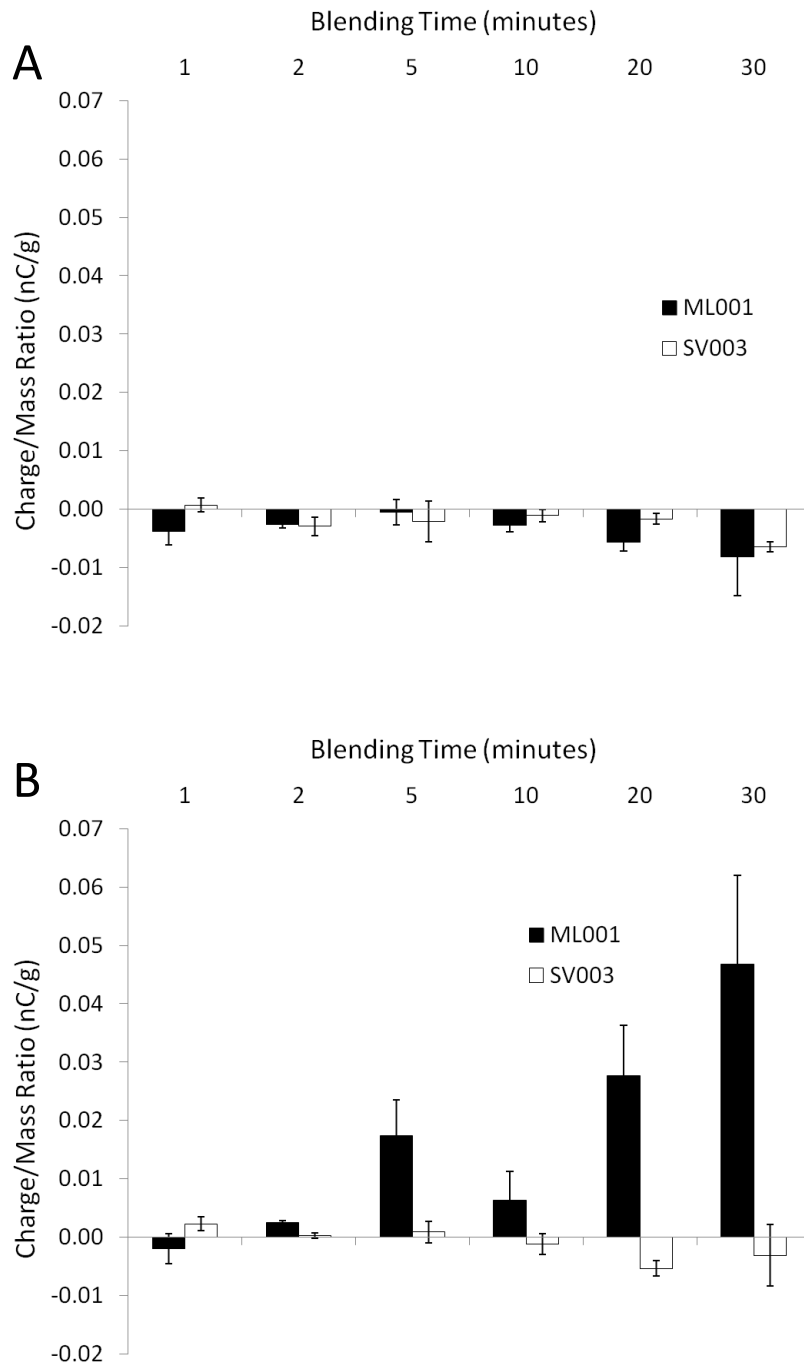 Blending Time (minutes)
A
1 2 5 10 20 30
0.07
0.06
0.05
0.04
0.03
0.02
0.01
0.00
-0.01
-0.02
Charge/Mass Ratio (nC/g)
ML001
SV003
Blending Time (minutes)
B
1 2 5 10 20 30
0.07
0.06
0.05
0.04
0.03
0.02
0.01
0.00
-0.01
-0.02
Charge/Mass Ratio (nC/g)
ML001
SV003